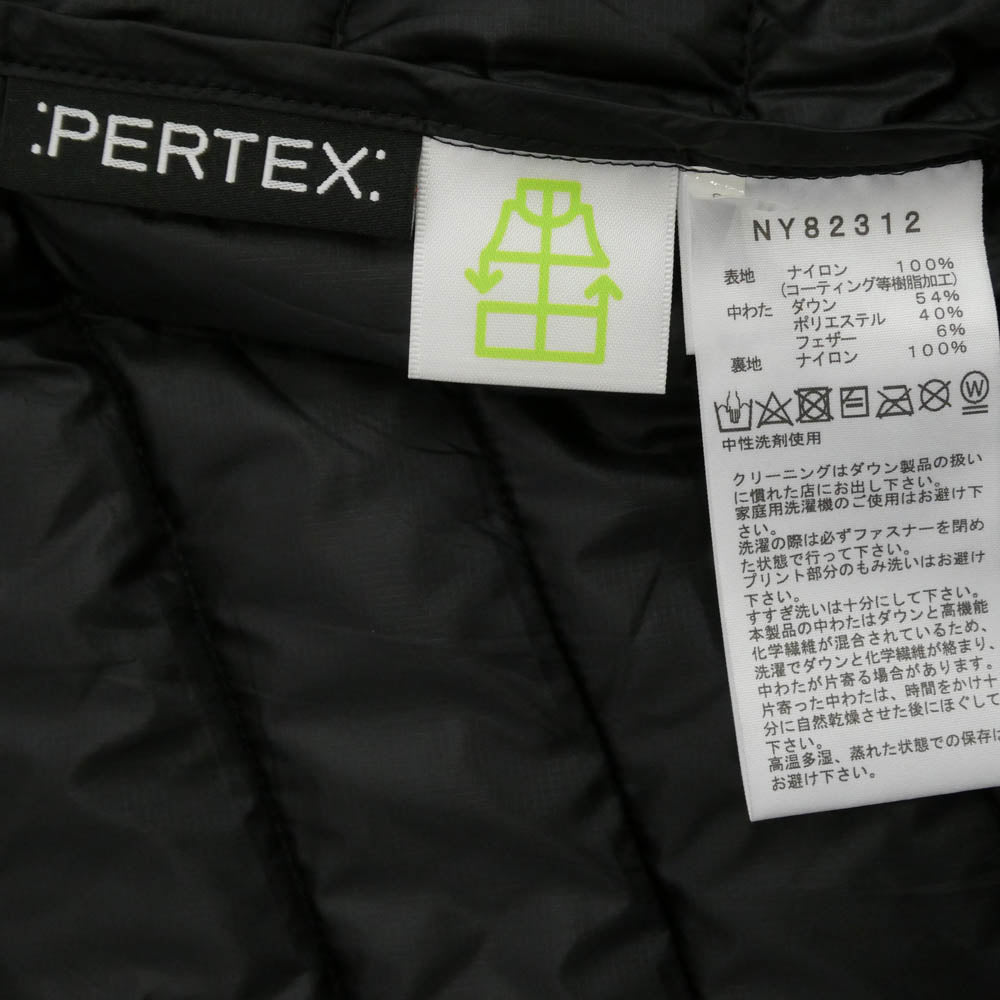 :PERTEX:
NY82312
表地 ナイロン 100%
(コーティング等樹脂加工)
中わた ダウン 54%
ポリエステル 40%
フェザー 6%
裏地 ナイロン 100%
W
中性洗剤使用
クリーニングはダウン製品の扱い
に慣れた店にお出し下さい。
家庭用洗濯機のご使用はお避け下
さい。
洗濯の際は必ずファスナーを閉め
た状態で行って下さい。
プリント部分のもみ洗いはお避け
下さい。
すすぎ洗いは十分にして下さい。
本製品の中わたはダウンと高機能
化学繊維が混合されているため、
洗濯でダウンと化学繊維が絡まり、
中わたが片寄る場合があります。
片寄った中わたは、時間をかけ十
分に自然乾燥させた後にほぐして
下さい。
高温多湿、蒸れた状態での保存は
お避け下さい。